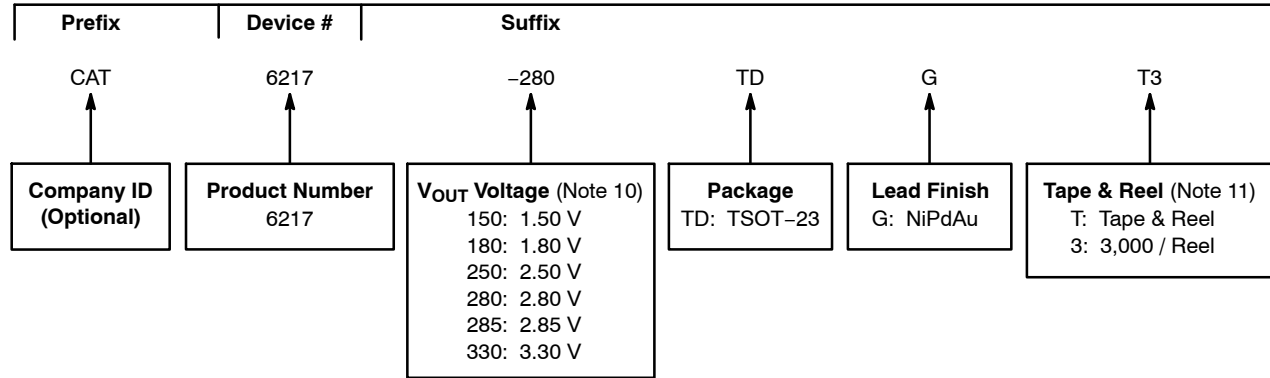 Prefix Device # Suffix
CAT 6217 −280 TD G T3
Company ID
(Optional)
Product Number
6217
VOUT Voltage (Note 10)
150: 1.50 V
180: 1.80 V
250: 2.50 V
280: 2.80 V
285: 2.85 V
330: 3.30 V
Package
TD: TSOT−23
Lead Finish
G: NiPdAu
Tape & Reel (Note 11)
T: Tape & Reel
3: 3,000 / Reel